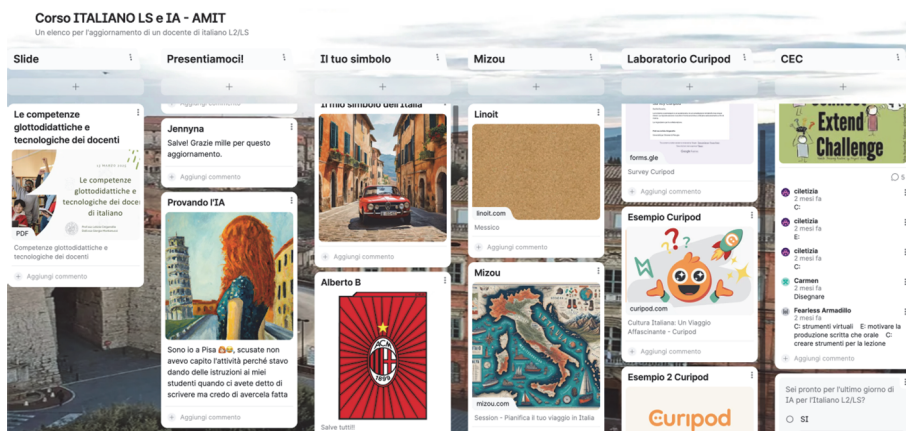 Corso ITALIANO LS e IA - AMIT
Un elenco per l'aggiornamento di un docente di italiano L2/LS
Slide
Le competenze
glottodidattiche e
tecnologiche dei docenti
Le competenze
glottodidattiche e
tecnologiche dei doce
di italiano
PDF
Competenze glottodidattiche e
tecnologiche dei docenti
Aggiungi commento
Presentiamoci!
Aggiungi commento
Jennyna
Salve! Grazie mille per questo
aggiornamento.
Aggiungi commento
Provando l'IA
Sono io a Pisa, scusate non
avevo capito l'attività perché stavo
dando delle istruzioni ai miei
studenti quando ci avete detto di
scrivere ma credo di avercela fatta
Aggiungi commento
Il tuo simbolo
Il mio simbolo dell'Italia
Aggiungi commento
Alberto B
ACM
1899
Salve tutti!!
Mizou
Linoit
linoit.com
Messico
Aggiungi commento
Mizou
mizou.com
Session - Pianifica il tuo viaggio in Italia
Laboratorio Curipod
forms.gle
Survey Curipod
Aggiungi commento
Esempio Curipod
curipod.com
Cultura Italiana: Un Viaggio
Affascinante - Curipod
Aggiungi commento
Esempio 2 Curipod
Curipod
CEC
Connect
Extend
Challenge
5
ciletizia
2 mesi fa
C:
ciletizia
2 mesi fa
E:
ciletizia
2 mesi fa
C:
Carmen
2 mesi fa
Disegnare
Fearless Armadillo
2 mesi fa
C: strumenti virtuali E: motivare la
produzione scritta che orale C:
creare strumenti per la lezione
Aggiungi commento
Sei pronto per l'ultimo giorno di
IA per l'Italiano L2/LS?
SI